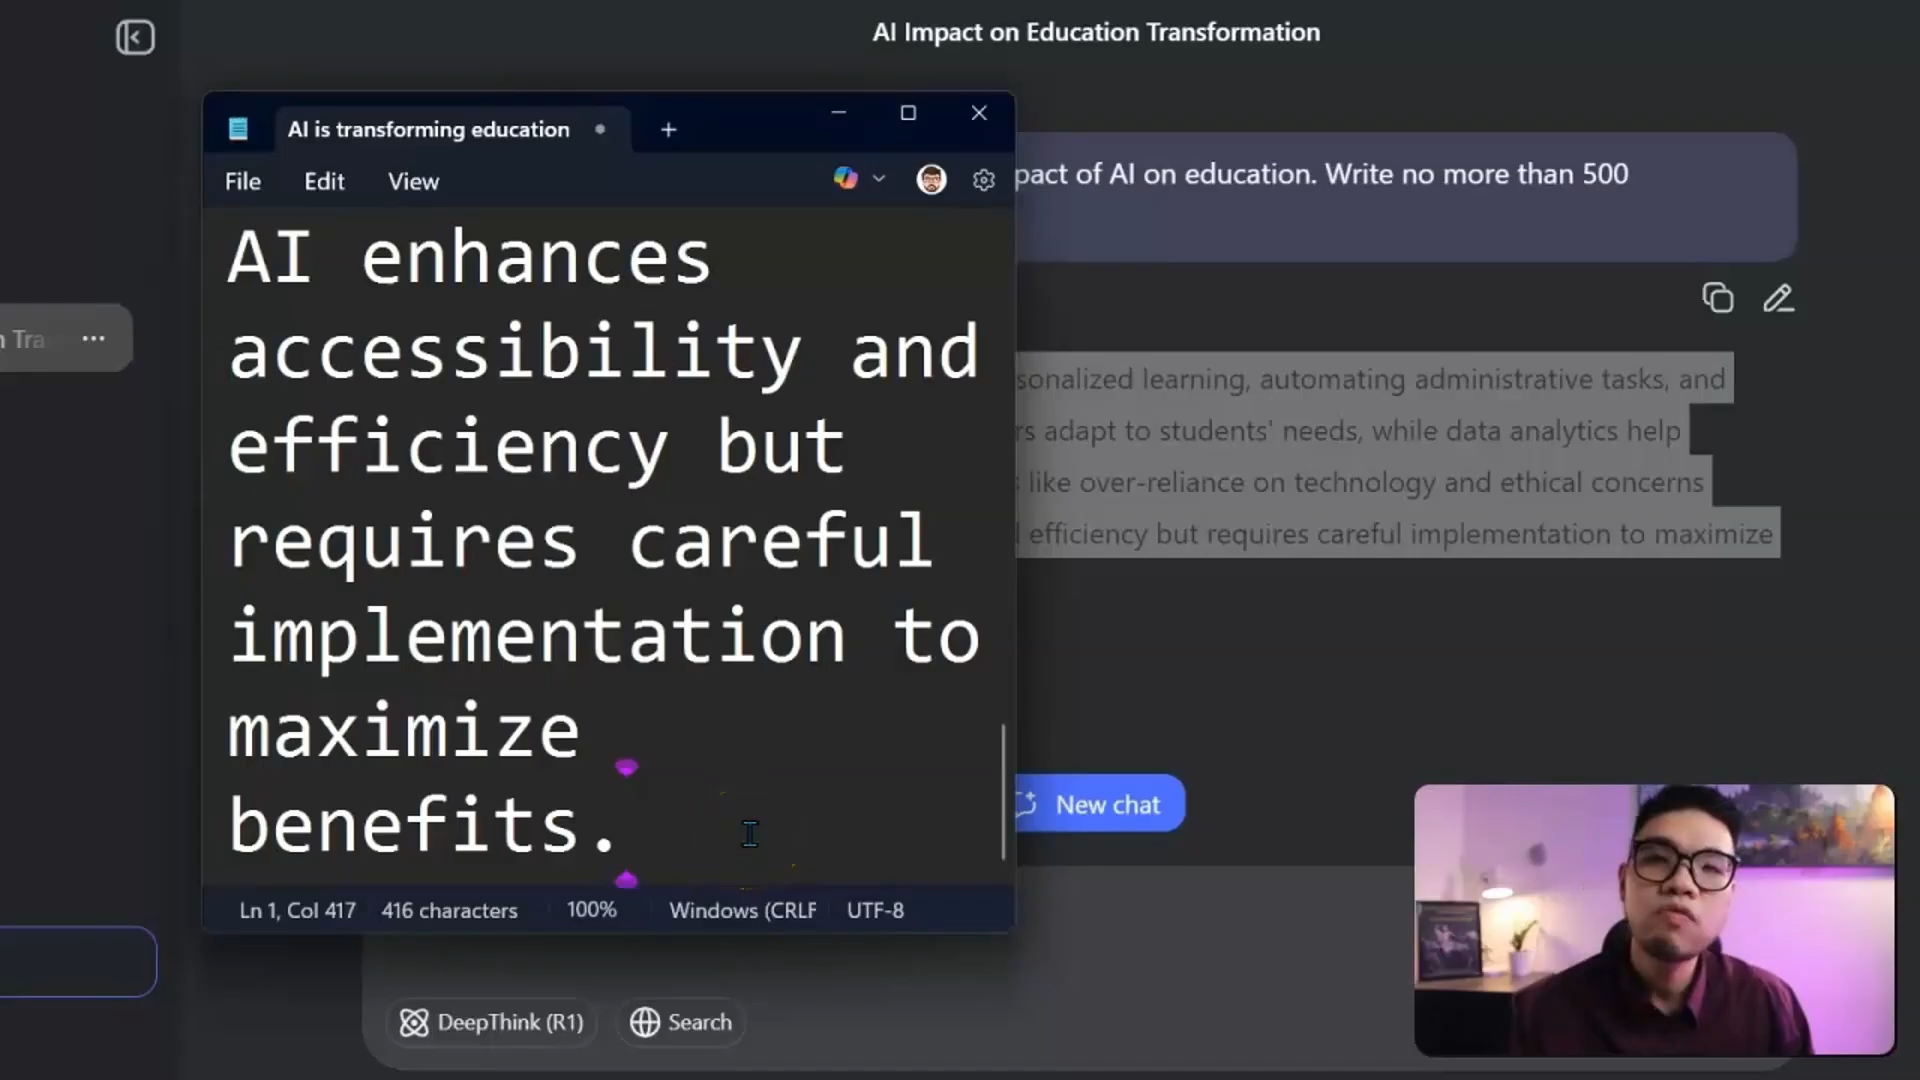 AI Impact on Education Transformation
AI is transforming education
File Edit View
pact of AI on education. Write no more than 500
AI enhances
accessibility and
efficiency but
requires careful
implementation to
maximize
benefits.
n Tra
sonalized learning, automating administrative tasks, and
rs adapt to students' needs, while data analytics help
like over-reliance on technology and ethical concerns
efficiency but requires careful implementation to maximize
New chat
Ln 1, Col 417 416 characters 100% Windows (CRLF UTF-8
DeepThink (R1) Search